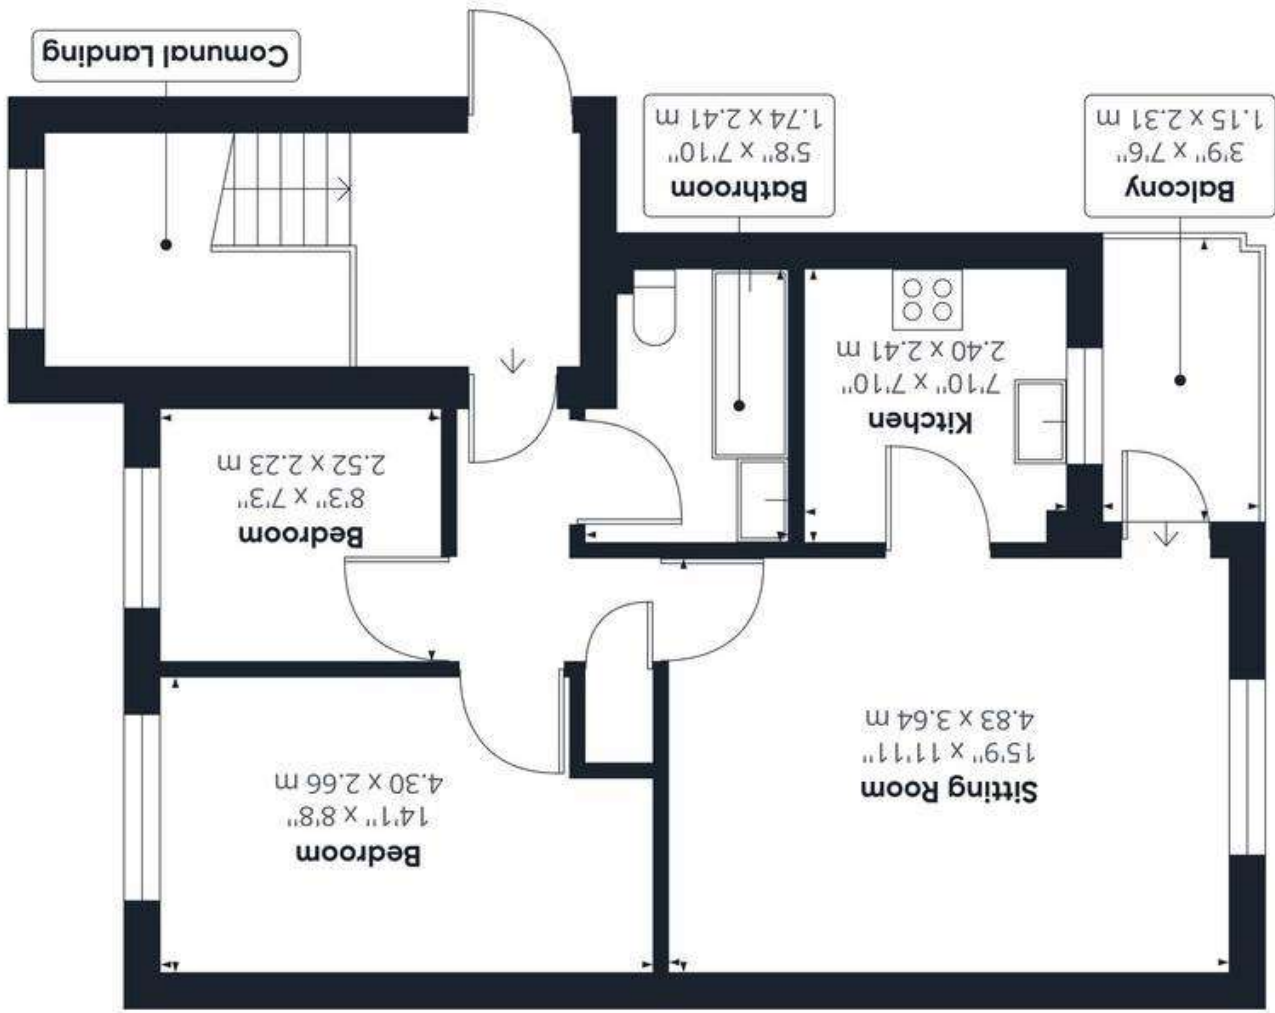 Sitting Room
15'9" x 11'11"
4.83 x 3.64 m
Bedroom
14'1" x 8'8"
4.30 x 2.66 m
Bedroom
8'3" x 7'3"
2.52 x 2.23 m
Kitchen
7'10" x 7'10"
2.40 x 2.41 m
Balcony
3'9" x 7'6"
1.15 x 2.31 m
Bathroom
5'8" x 7'10"
1.74 x 2.41 m
Comunal Landing